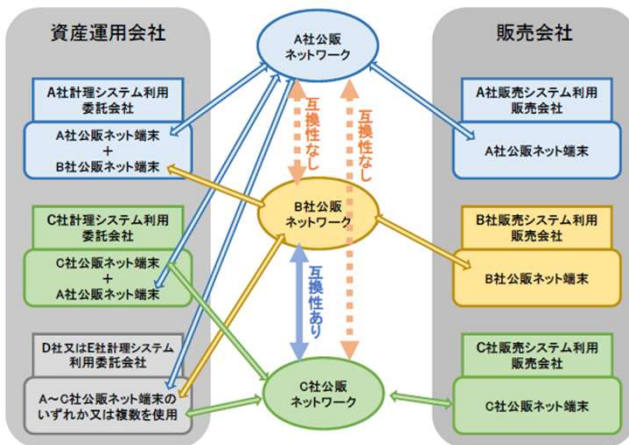 資産運用会社
A社計理システム利用
委託会社
A社公販ネット端末
+
B社公販ネット端末
C社計理システム利用
委託会社
C社公販ネット端末
+
A社公販ネット端末
D社又はE社計理システム
利用委託会社
A～C社公販ネット端末の
いずれか又は複数を使用
A社公販
ネットワーク
互換性なし
互換性なし
B社公販
ネットワーク
互換性あり
C社公販
ネットワーク
販売会社
A社販売システム利用
販売会社
A社公販ネット端末
B社販売システム利用
販売会社
B社公販ネット端末
C社販売システム利用
販売会社
C社公販ネット端末